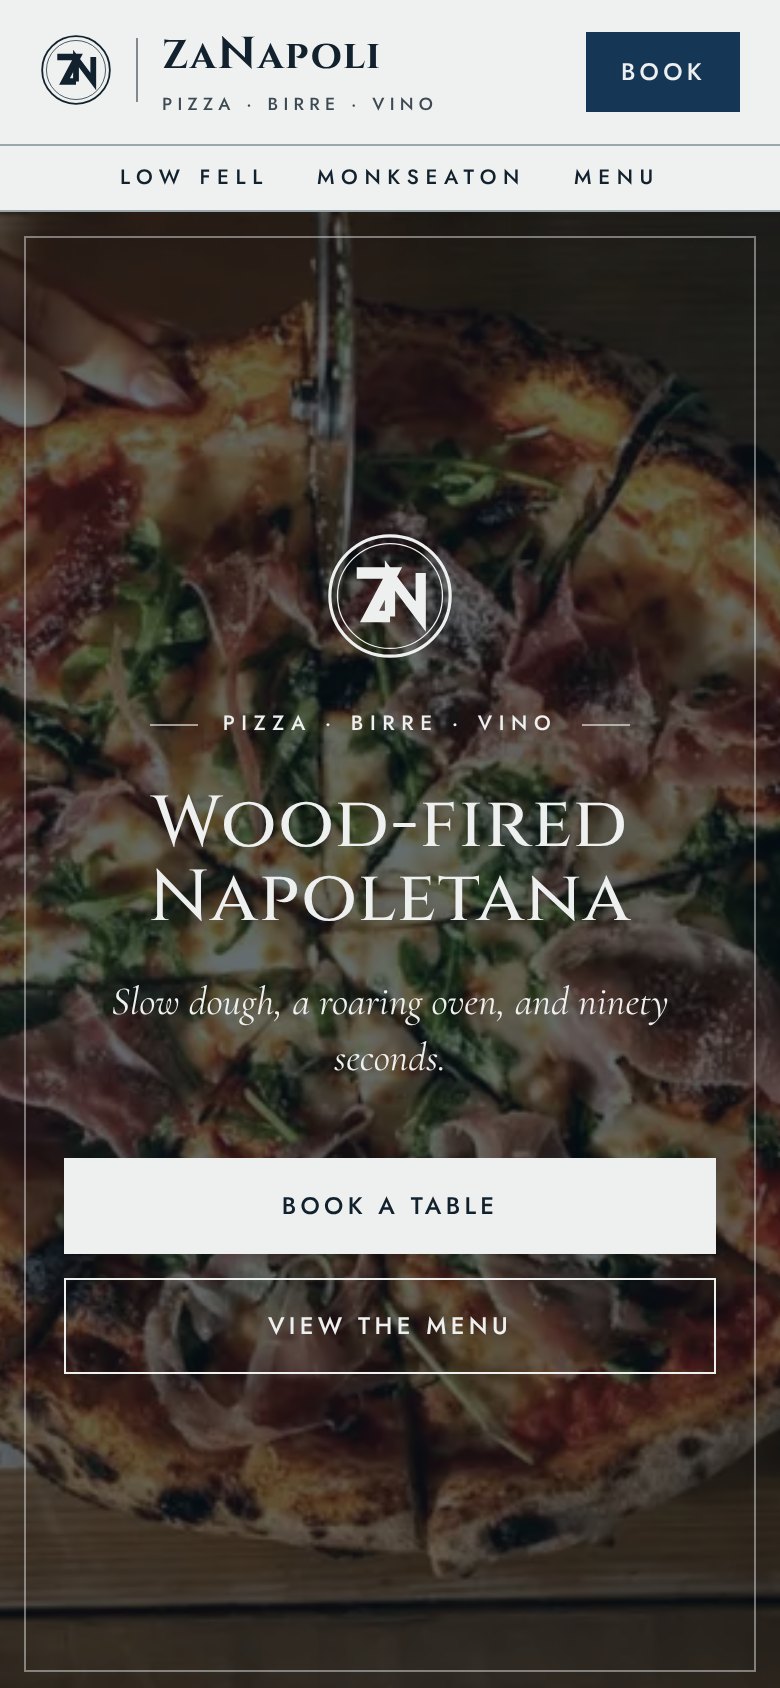 ZN
ZaNapoli
PIZZA · BIRRE · VINO
BOOK
LOW FELL MONKSEATON MENU
ZN
PIZZA · BIRRE · VINO
Wood-fired
Napoletana
Slow dough, a roaring oven, and ninety
seconds.
BOOK A TABLE
VIEW THE MENU